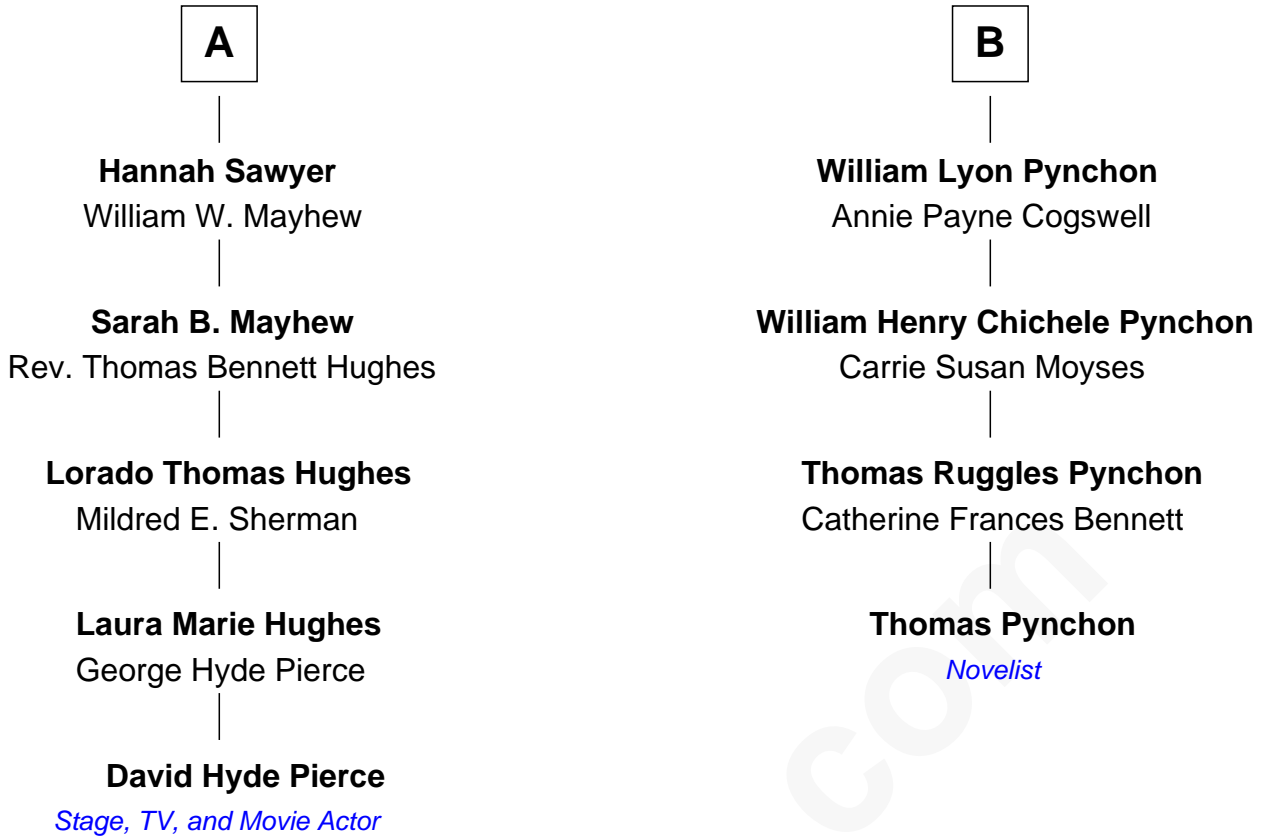 A
Hannah Sawyer
William W. Mayhew
Sarah B. Mayhew
Rev. Thomas Bennett Hughes
Lorado Thomas Hughes
Mildred E. Sherman
Laura Marie Hughes
George Hyde Pierce
David Hyde Pierce
Stage, TV, and Movie Actor
B
William Lyon Pynchon
Annie Payne Cogswell
William Henry Chichele Pynchon
Carrie Susan Moyses
Thomas Ruggles Pynchon
Catherine Frances Bennett
Thomas Pynchon
Novelist
com